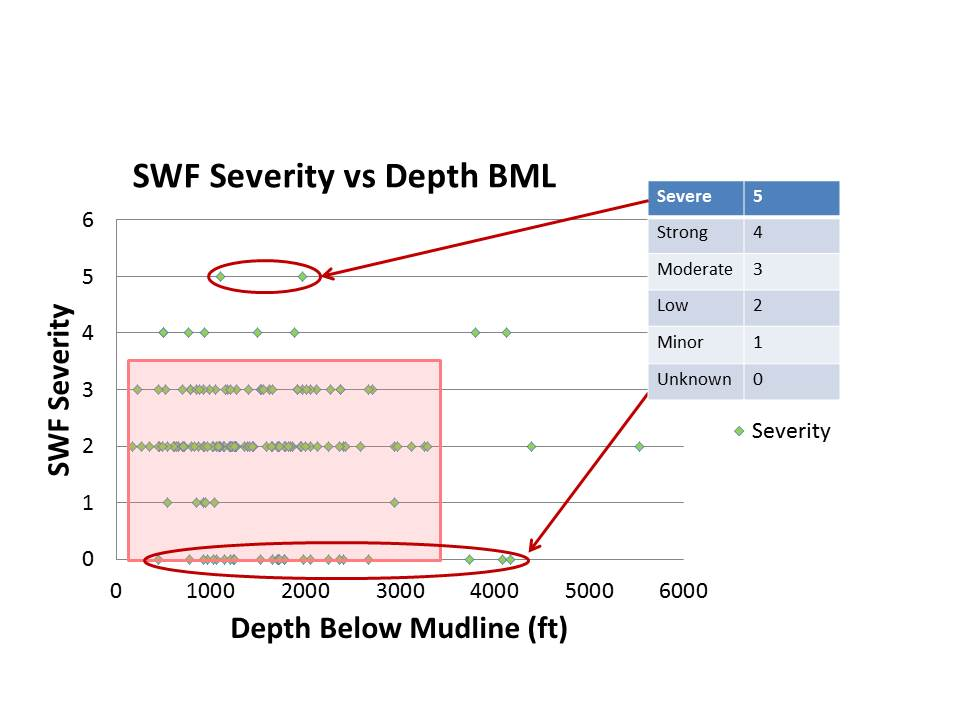 SWF Severity vs Depth BML
Severe 5
Strong 4
Moderate 3
Low 2
Minor 1
Unknown 0
6
5
4
3
2
1
0
SWF Severity
Severity
0 1000 2000 3000 4000 5000 6000
Depth Below Mudline (ft)